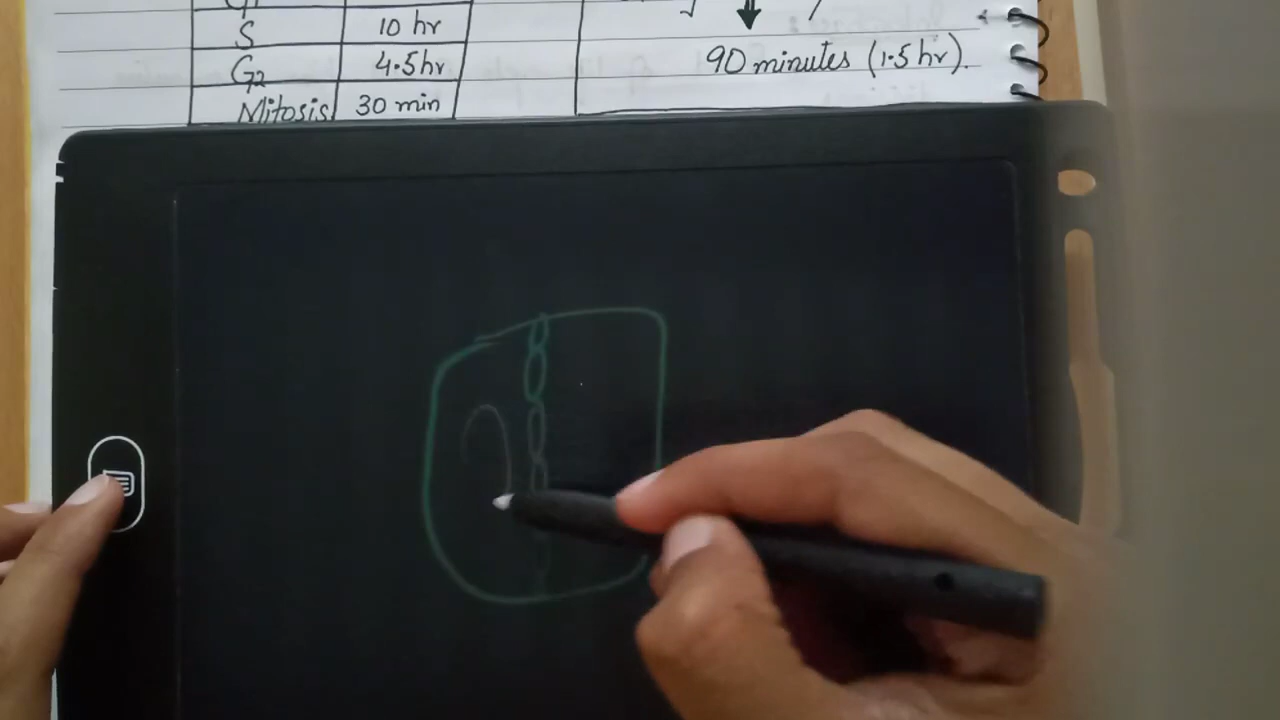 S 10 hr
G₂ 4.5 hr
Mitosis 30 min
90 minutes (1.5 hr).